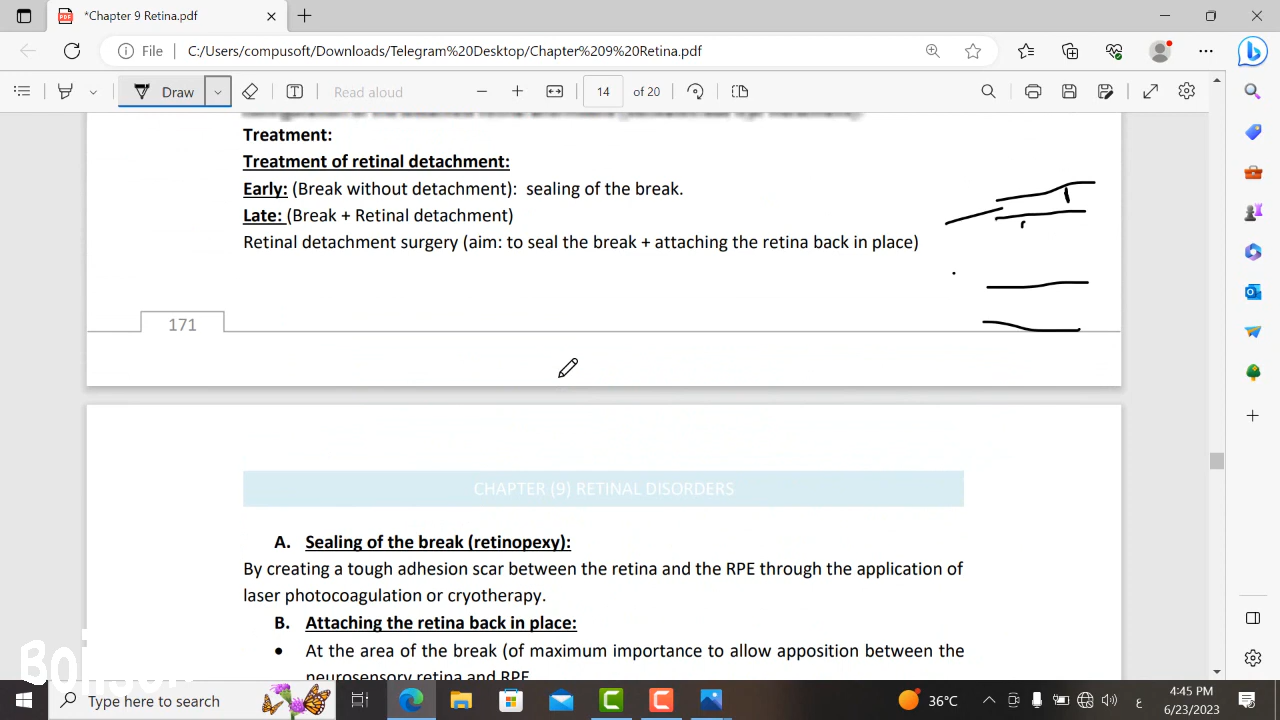 *Chapter 9 Retina.pdf
File
C:/Users/compusoft/Downloads/Telegram%20Desktop/Chapter%209%20Retina.pdf
Draw
Read aloud
14
of 20
Treatment:
Treatment of retinal detachment:
Early: (Break without detachment): sealing of the break.
Late: (Break + Retinal detachment)
Retinal detachment surgery (aim: to seal the break + attaching the retina back in place)
171
CHAPTER (9) RETINAL DISORDERS
A. Sealing of the break (retinopexy):
By creating a tough adhesion scar between the retina and the RPE through the application of
laser photocoagulation or cryotherapy.
B. Attaching the retina back in place:
• At the area of the break (of maximum importance to allow apposition between the
neurosensory retina and RPE
Type here to search
36°C
ع
4:45 PM
6/23/2023